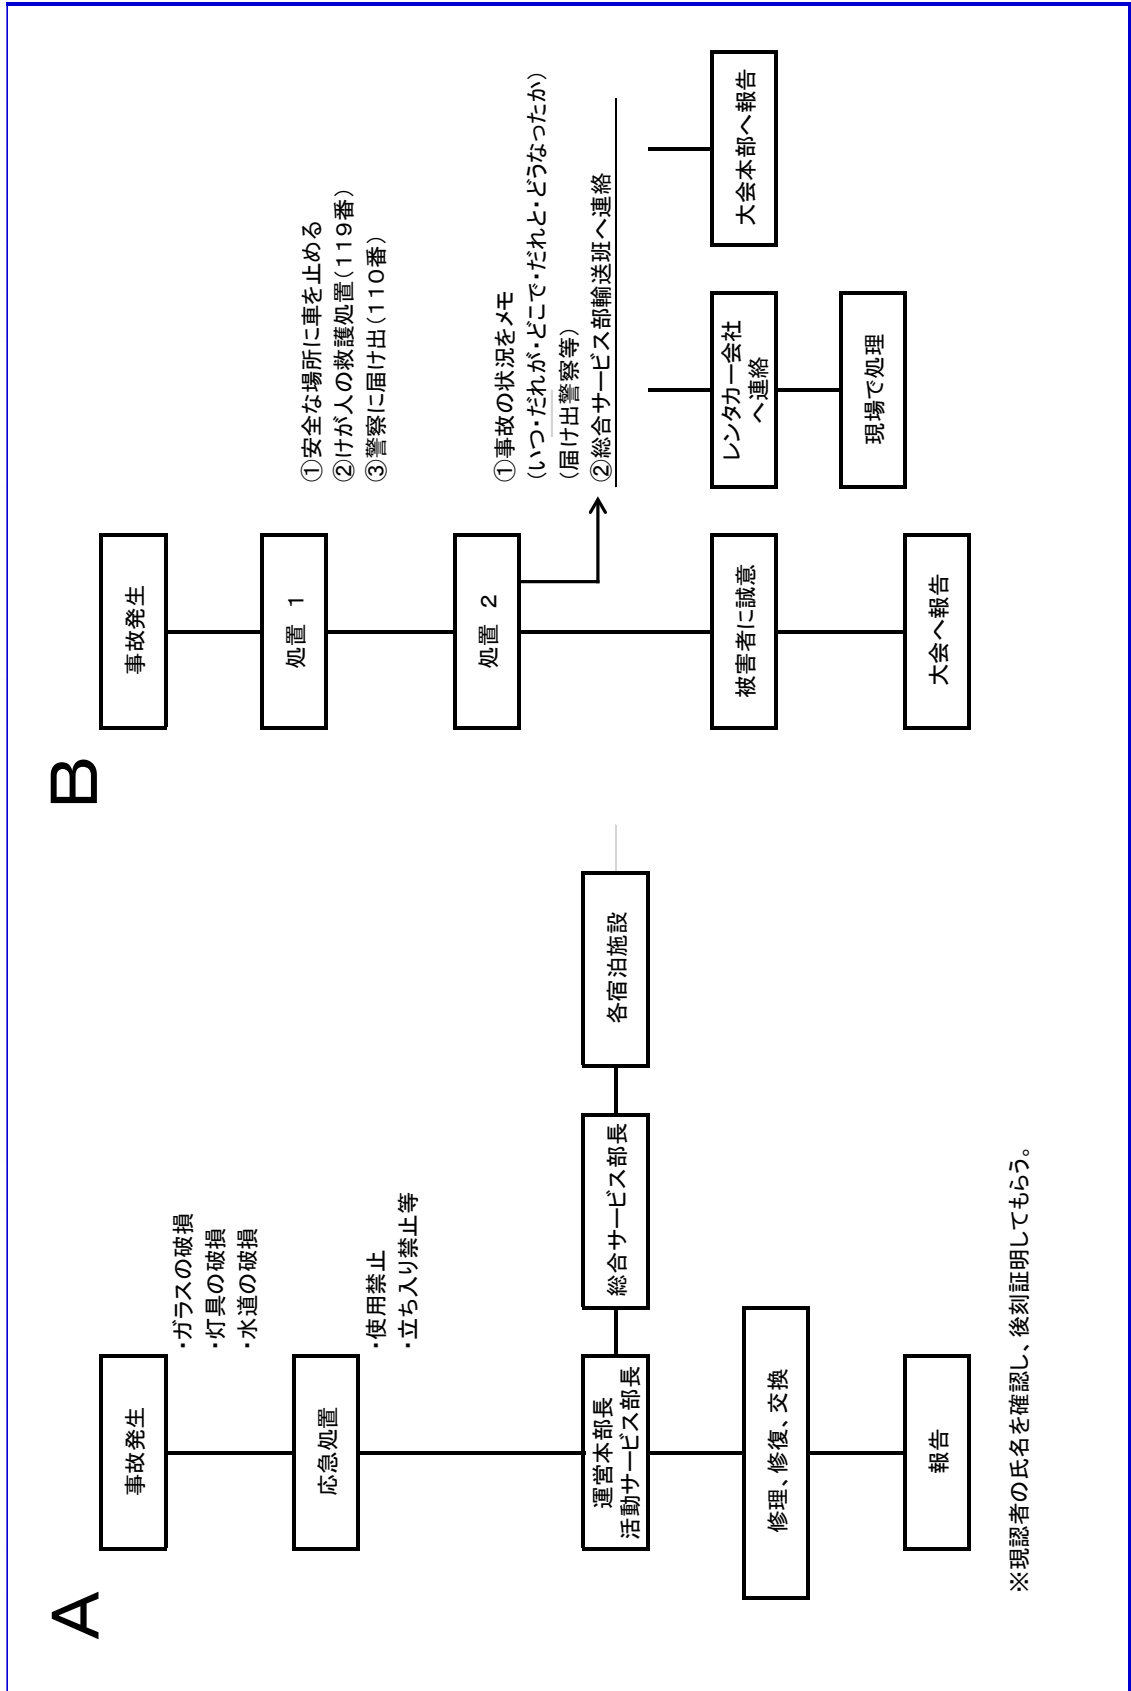 A
事故発生
・ガラスの破損
・灯具の破損
・水道の破損
応急処置
・使用禁止
・立ち入り禁止等
運営本部長
活動サービス部長
総合サービス部長
各宿泊施設
修理、修復、交換
報告
※現認者の氏名を確認し、後刻証明してもらう。
B
事故発生
処置 1
①安全な場所に車を止める
②けが人の救護処置(119番)
③警察に届け出(110番)
処置 2
①事故の状況をメモ
(いつ・だれが・どこで・だれと・どうなったか)
(届け出警察等)
②総合サービス部輸送班へ連絡
被害者に誠意
レンタカー会社
へ連絡
大会本部へ報告
現場で処理
大会へ報告